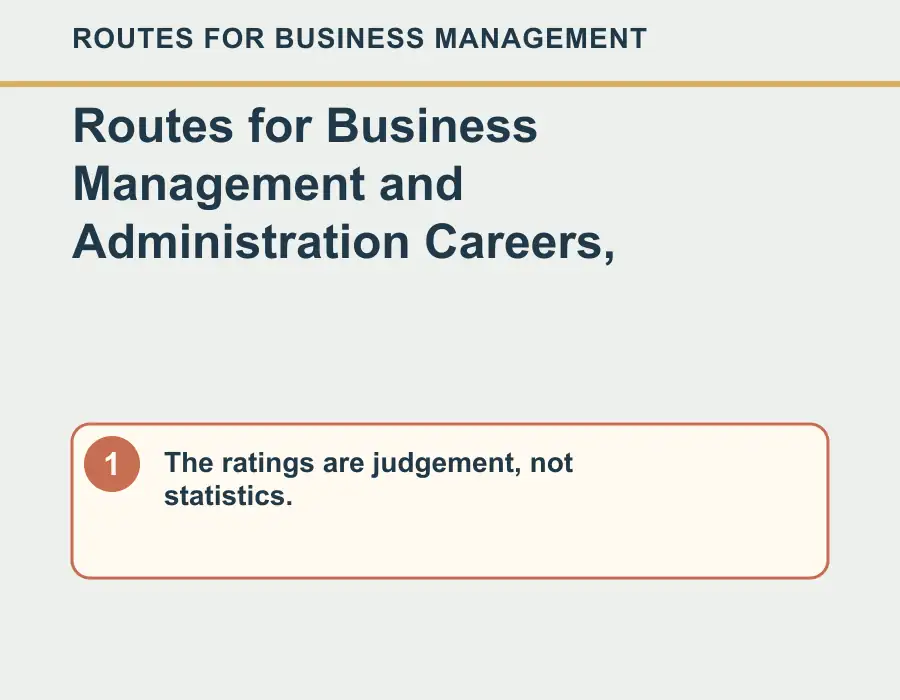 ROUTES FOR BUSINESS MANAGEMENT
Routes for Business
Management and
Administration Careers,
1
The ratings are judgement, not
statistics.